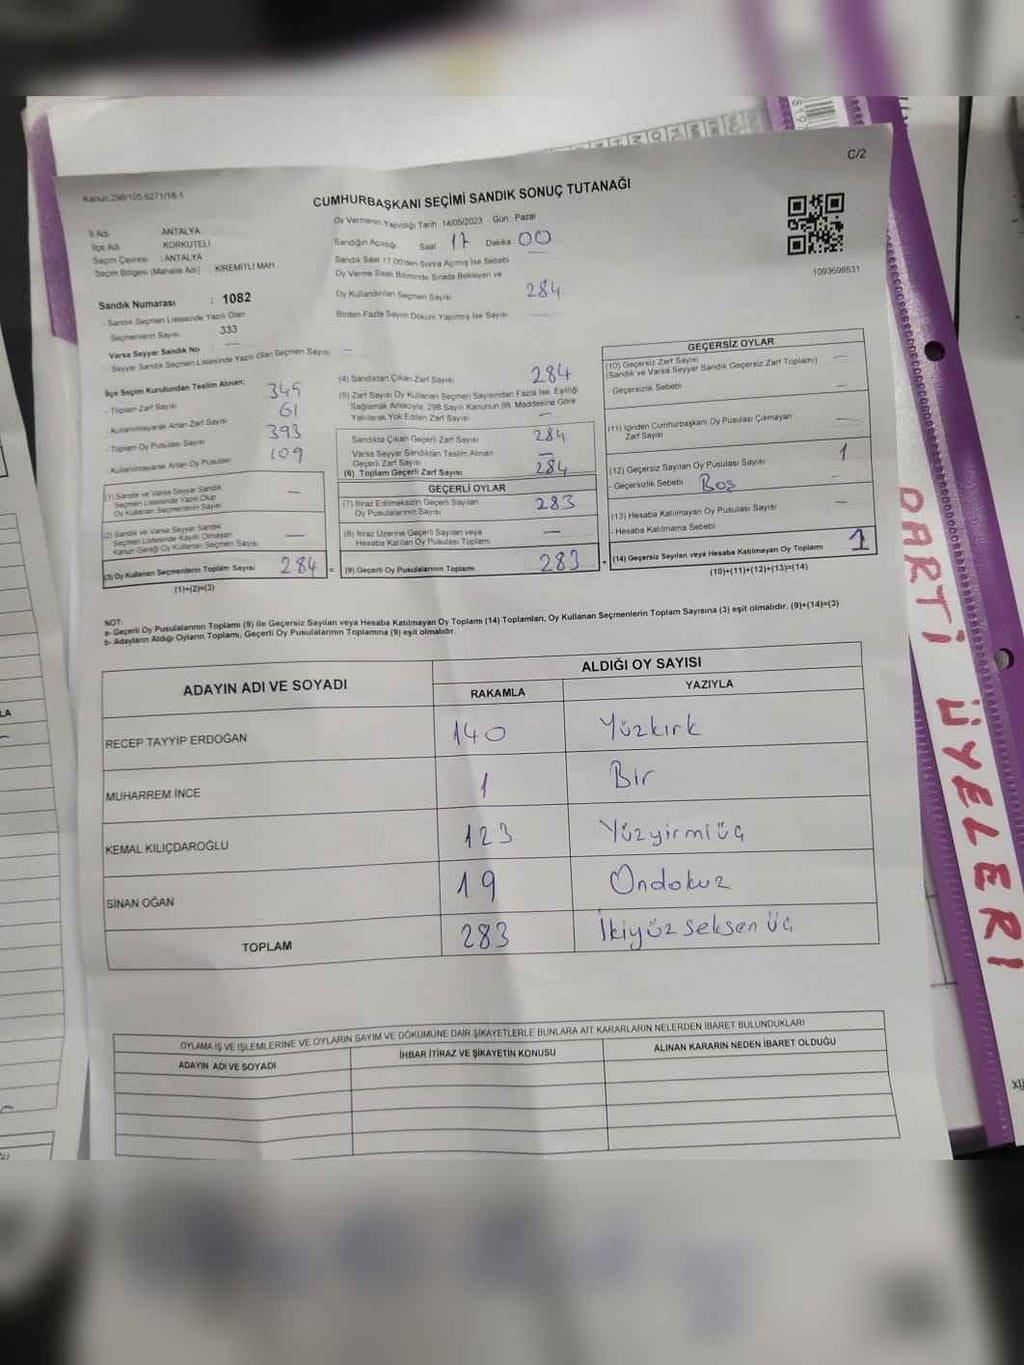 C/2
Kanun.298/105,6271/18-1
CUMHURBAŞKANI SEÇİMİ SANDIK SONUÇ TUTANAĞI
İl Adı ANTALYA
İlçe Adı KORKUTELİ
Seçim Çevresi : ANTALYA
Seçim Bölgesi (Mahalle Adı) : KİREMİTLİ MAH
Sandık Numarası : 1082
- Sandık Seçmen Listesinde Yazılı Olan
Seçmenlerin Sayısı 333
Varsa Seyyar Sandık No : —
- Seyyar Sandık Seçmen Listesinde Yazılı Olan Seçmen Sayısı —
Oy Vermenin Yapıldığı Tarih :14/05/2023 Gün : Pazar
Sandığın Açıldığı Saat 17 Dakika 00
Sandık Saat 17.00'den Sonra Açılmış İse Sebebi —
Oy Verme Saati Bitiminde Sırada Bekleyen ve
Oy Kullandırılan Seçmen Sayısı 284
Birden Fazla Sayım Döküm Yapılmış İse Sayısı —
1093698531
İlçe Seçim Kurulundan Teslim Alınan:
- Toplam Zarf Sayısı 345
- Kullanılmayarak Artan Zarf Sayısı 61
- Toplam Oy Pusulası Sayısı 393
- Kullanılmayarak Artan Oy Pusulası 109
(1) Sandık ve Varsa Seyyar Sandık
Seçmen Listesinde Yazılı Olup
Oy Kullanan Seçmenlerin Sayısı —
(2) Sandık ve Varsa Seyyar Sandık
Seçmen Listesinde Kayıtlı Olmayan
Kanun Gereği Oy Kullanan Seçmen Sayısı —
(3) Oy Kullanan Seçmenlerin Toplam Sayısı 284 =
(1)+(2)=(3)
(4) Sandıktan Çıkan Zarf Sayısı 284
(5) Zarf Sayısı Oy Kullanan Seçmen Sayısından Fazla İse, Eşitliği
Sağlamak Amacıyla, 298 Sayılı Kanunun 98. Maddesine Göre
Yakılarak Yok Edilen Zarf Sayısı —
Sandıkta Çıkan Geçerli Zarf Sayısı 284
Varsa Seyyar Sandıktan Teslim Alınan
Geçerli Zarf Sayısı —
(6) Toplam Geçerli Zarf Sayısı 284
GEÇERLİ OYLAR
(7) İtiraz Edilmeksizin Geçerli Sayılan
Oy Pusulalarının Sayısı 283
(8) İtiraz Üzerine Geçerli Sayılan veya
Hesaba Katılan Oy Pusulası Toplamı —
(9) Geçerli Oy Pusulalarının Toplamı 283 +
GEÇERSİZ OYLAR
(10) Geçersiz Zarf Sayısı —
(Sandık ve Varsa Seyyar Sandık Geçersiz Zarf Toplamı)
- Geçersizlik Sebebi —
(11) İçinden Cumhurbaşkanı Oy Pusulası Çıkmayan
Zarf Sayısı —
(12) Geçersiz Sayılan Oy Pusulası Sayısı 1
- Geçersizlik Sebebi Boş
(13) Hesaba Katılmayan Oy Pusulası Sayısı —
- Hesaba Katılmama Sebebi —
(14) Geçersiz Sayılan veya Hesaba Katılmayan Oy Toplamı 1
(10)+(11)+(12)+(13)=(14)
NOT:
a- Geçerli Oy Pusulalarının Toplamı (9) ile Geçersiz Sayılan veya Hesaba Katılmayan Oy Toplamı (14) Toplamları, Oy Kullanan Seçmenlerin Toplam Sayısına (3) eşit olmalıdır. (9)+(14)=(3)
b- Adayların Aldığı Oyların Toplamı, Geçerli Oy Pusulalarının Toplamına (9) eşit olmalıdır.
ADAYIN ADI VE SOYADI ALDIĞI OY SAYISI
RAKAMLA YAZIYLA
RECEP TAYYİP ERDOĞAN 140 Yüzkırk
MUHARREM İNCE 1 Bir
KEMAL KILIÇDAROĞLU 123 Yüzyirmiüç
SİNAN OĞAN 19 Ondokuz
TOPLAM 283 İkiyüz seksen üç
OYLAMA İŞ VE İŞLEMLERİNE VE OYLARIN SAYIM VE DÖKÜMÜNE DAİR ŞİKAYETLERLE BUNLARA AİT KARARLARIN NELERDEN İBARET BULUNDUKLARI
ADAYIN ADI VE SOYADI İHBAR İTİRAZ VE ŞİKAYETİN KONUSU ALINAN KARARIN NEDEN İBARET OLDUĞU
PARTİ ÜYELERİ